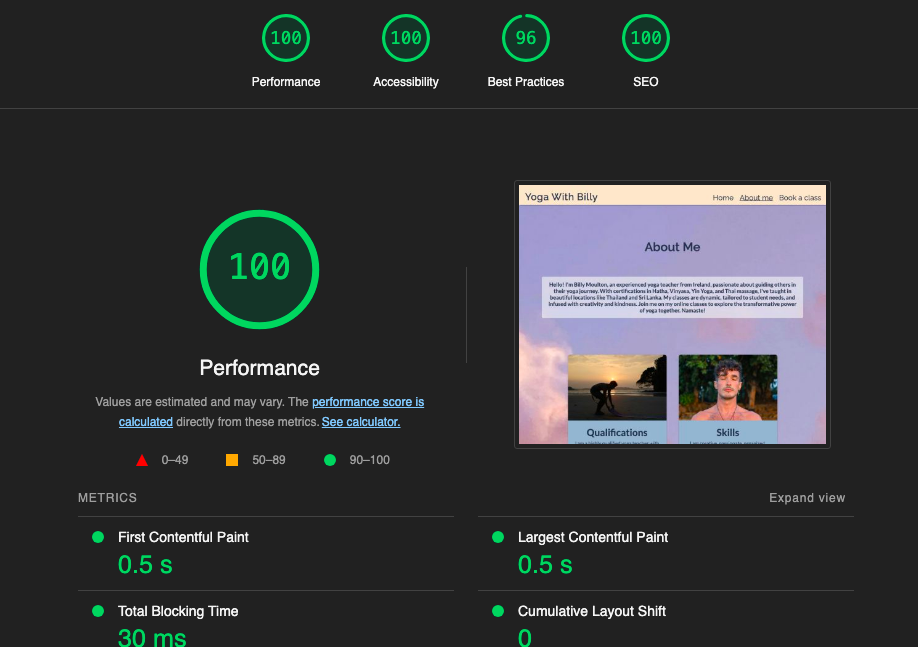 100
100
96
100
Performance
Accessibility
Best Practices
SEO
100
Performance
Values are estimated and may vary. The performance score is
calculated directly from these metrics. See calculator.
0–49
50–89
90–100
Yoga With Billy
Home About me Book a class
About Me
Hello! I'm Billy Moulton, an experienced yoga teacher from Ireland, passionate about guiding others in
their yoga journey. With certifications in Hatha, Vinyasa, Yin Yoga, and Thai massage, I've taught in
beautiful locations like Thailand and Sri Lanka. My classes are dynamic, tailored to student needs, and
infused with creativity and kindness. Join me on my online classes to explore the transformative power
of yoga together. Namaste!
Qualifications
Skills
METRICS
Expand view
First Contentful Paint
0.5 s
Largest Contentful Paint
0.5 s
Total Blocking Time
30 ms
Cumulative Layout Shift
0